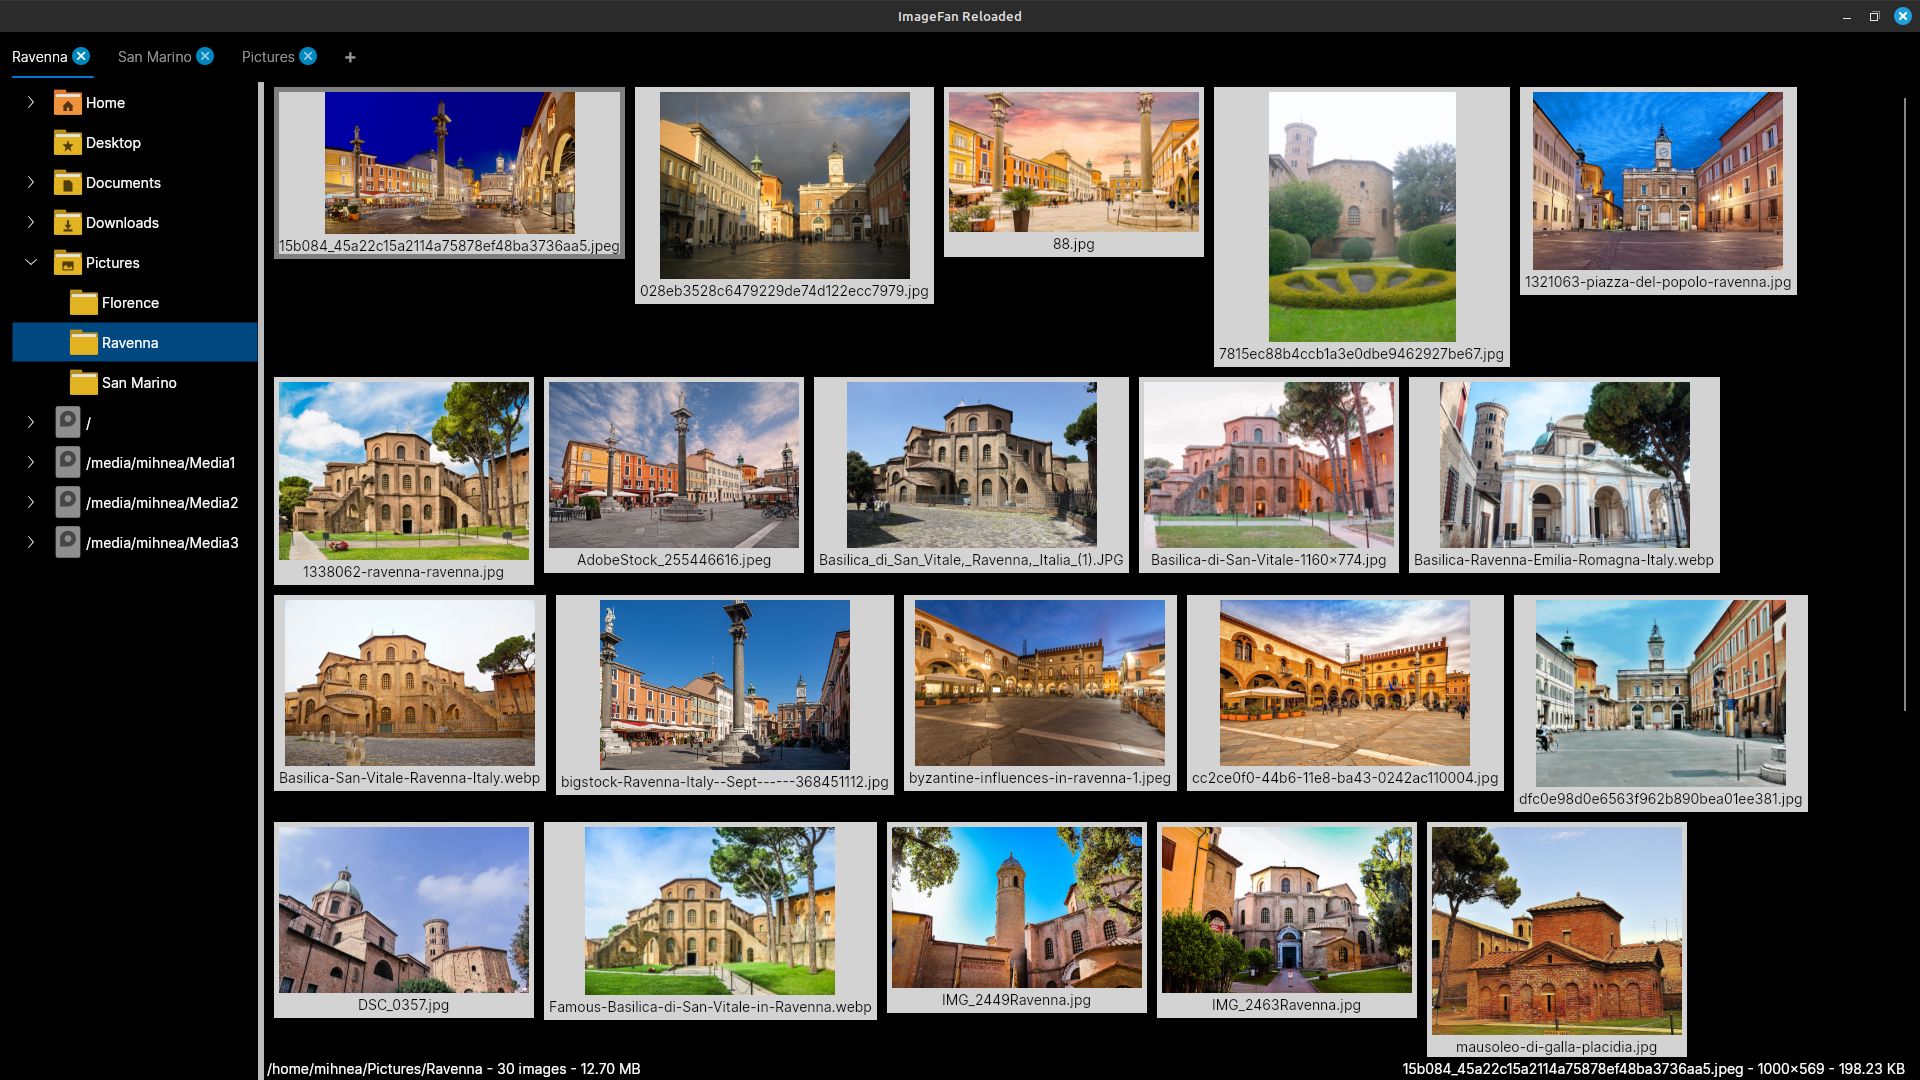 ImageFan Reloaded
Ravenna San Marino Pictures +
Home
Desktop
Documents
Downloads
Pictures
Florence
Ravenna
San Marino
/
/media/mihnea/Media1
/media/mihnea/Media2
/media/mihnea/Media3
15b084_45a22c15a2114a75878ef48ba3736aa5.jpeg
028eb3528c6479229de74d122ecc7979.jpg
88.jpg
7815ec88b4ccb1a3e0dbe9462927be67.jpg
1321063-piazza-del-popolo-ravenna.jpg
1338062-ravenna-ravenna.jpg
AdobeStock_255446616.jpeg
Basilica_di_San_Vitale,_Ravenna,_Italia_(1).JPG
Basilica-di-San-Vitale-1160×774.jpg
Basilica-Ravenna-Emilia-Romagna-Italy.webp
Basilica-San-Vitale-Ravenna-Italy.webp
bigstock-Ravenna-Italy--Sept------368451112.jpg
byzantine-influences-in-ravenna-1.jpeg
cc2ce0f0-44b6-11e8-ba43-0242ac110004.jpg
dfc0e98d0e6563f962b890bea01ee381.jpg
DSC_0357.jpg
Famous-Basilica-di-San-Vitale-in-Ravenna.webp
IMG_2449Ravenna.jpg
IMG_2463Ravenna.jpg
mausoleo-di-galla-placidia.jpg
/home/mihnea/Pictures/Ravenna - 30 images - 12.70 MB
15b084_45a22c15a2114a75878ef48ba3736aa5.jpeg - 1000×569 - 198.23 KB